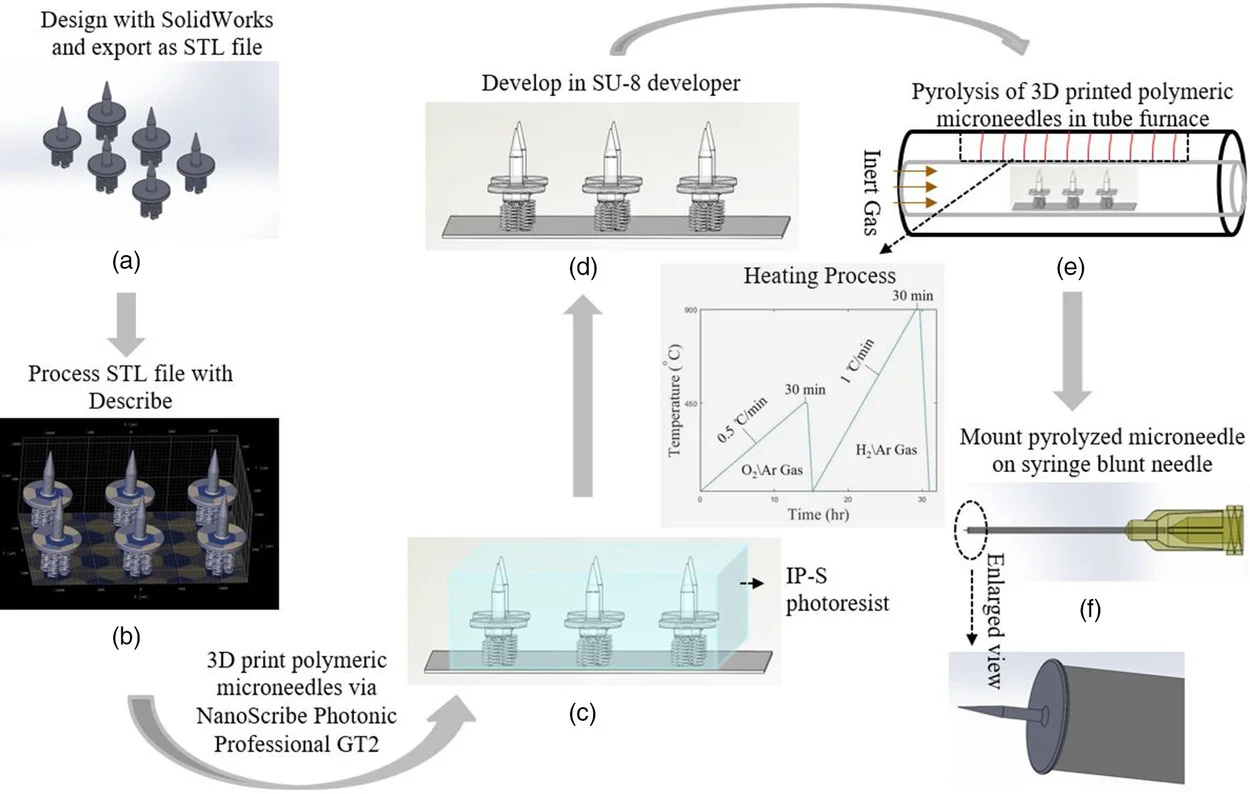 Design with SolidWorks
and export as STL file
(a)
Process STL file with
Describe
(b)
3D print polymeric
microneedles via
NanoScribe Photonic
Professional GT2
IP-S
photoresist
(c)
Develop in SU-8 developer
(d)
Pyrolysis of 3D printed polymeric
microneedles in tube furnace
Inert Gas
(e)
Heating Process
30 min
900
1 °C/min
30 min
450
0.5 °C/min
O2\Ar Gas
H2\Ar Gas
Temperature (°C)
0
10
20
30
Time (hr)
Mount pyrolyzed microneedle
on syringe blunt needle
(f)
Enlarged view